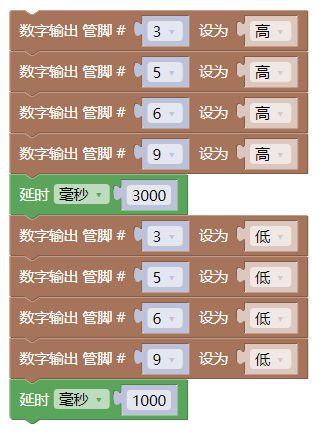 数字输出 管脚 # 3 设为 高
数字输出 管脚 # 5 设为 高
数字输出 管脚 # 6 设为 高
数字输出 管脚 # 9 设为 高
延时 毫秒 3000
数字输出 管脚 # 3 设为 低
数字输出 管脚 # 5 设为 低
数字输出 管脚 # 6 设为 低
数字输出 管脚 # 9 设为 低
延时 毫秒 1000